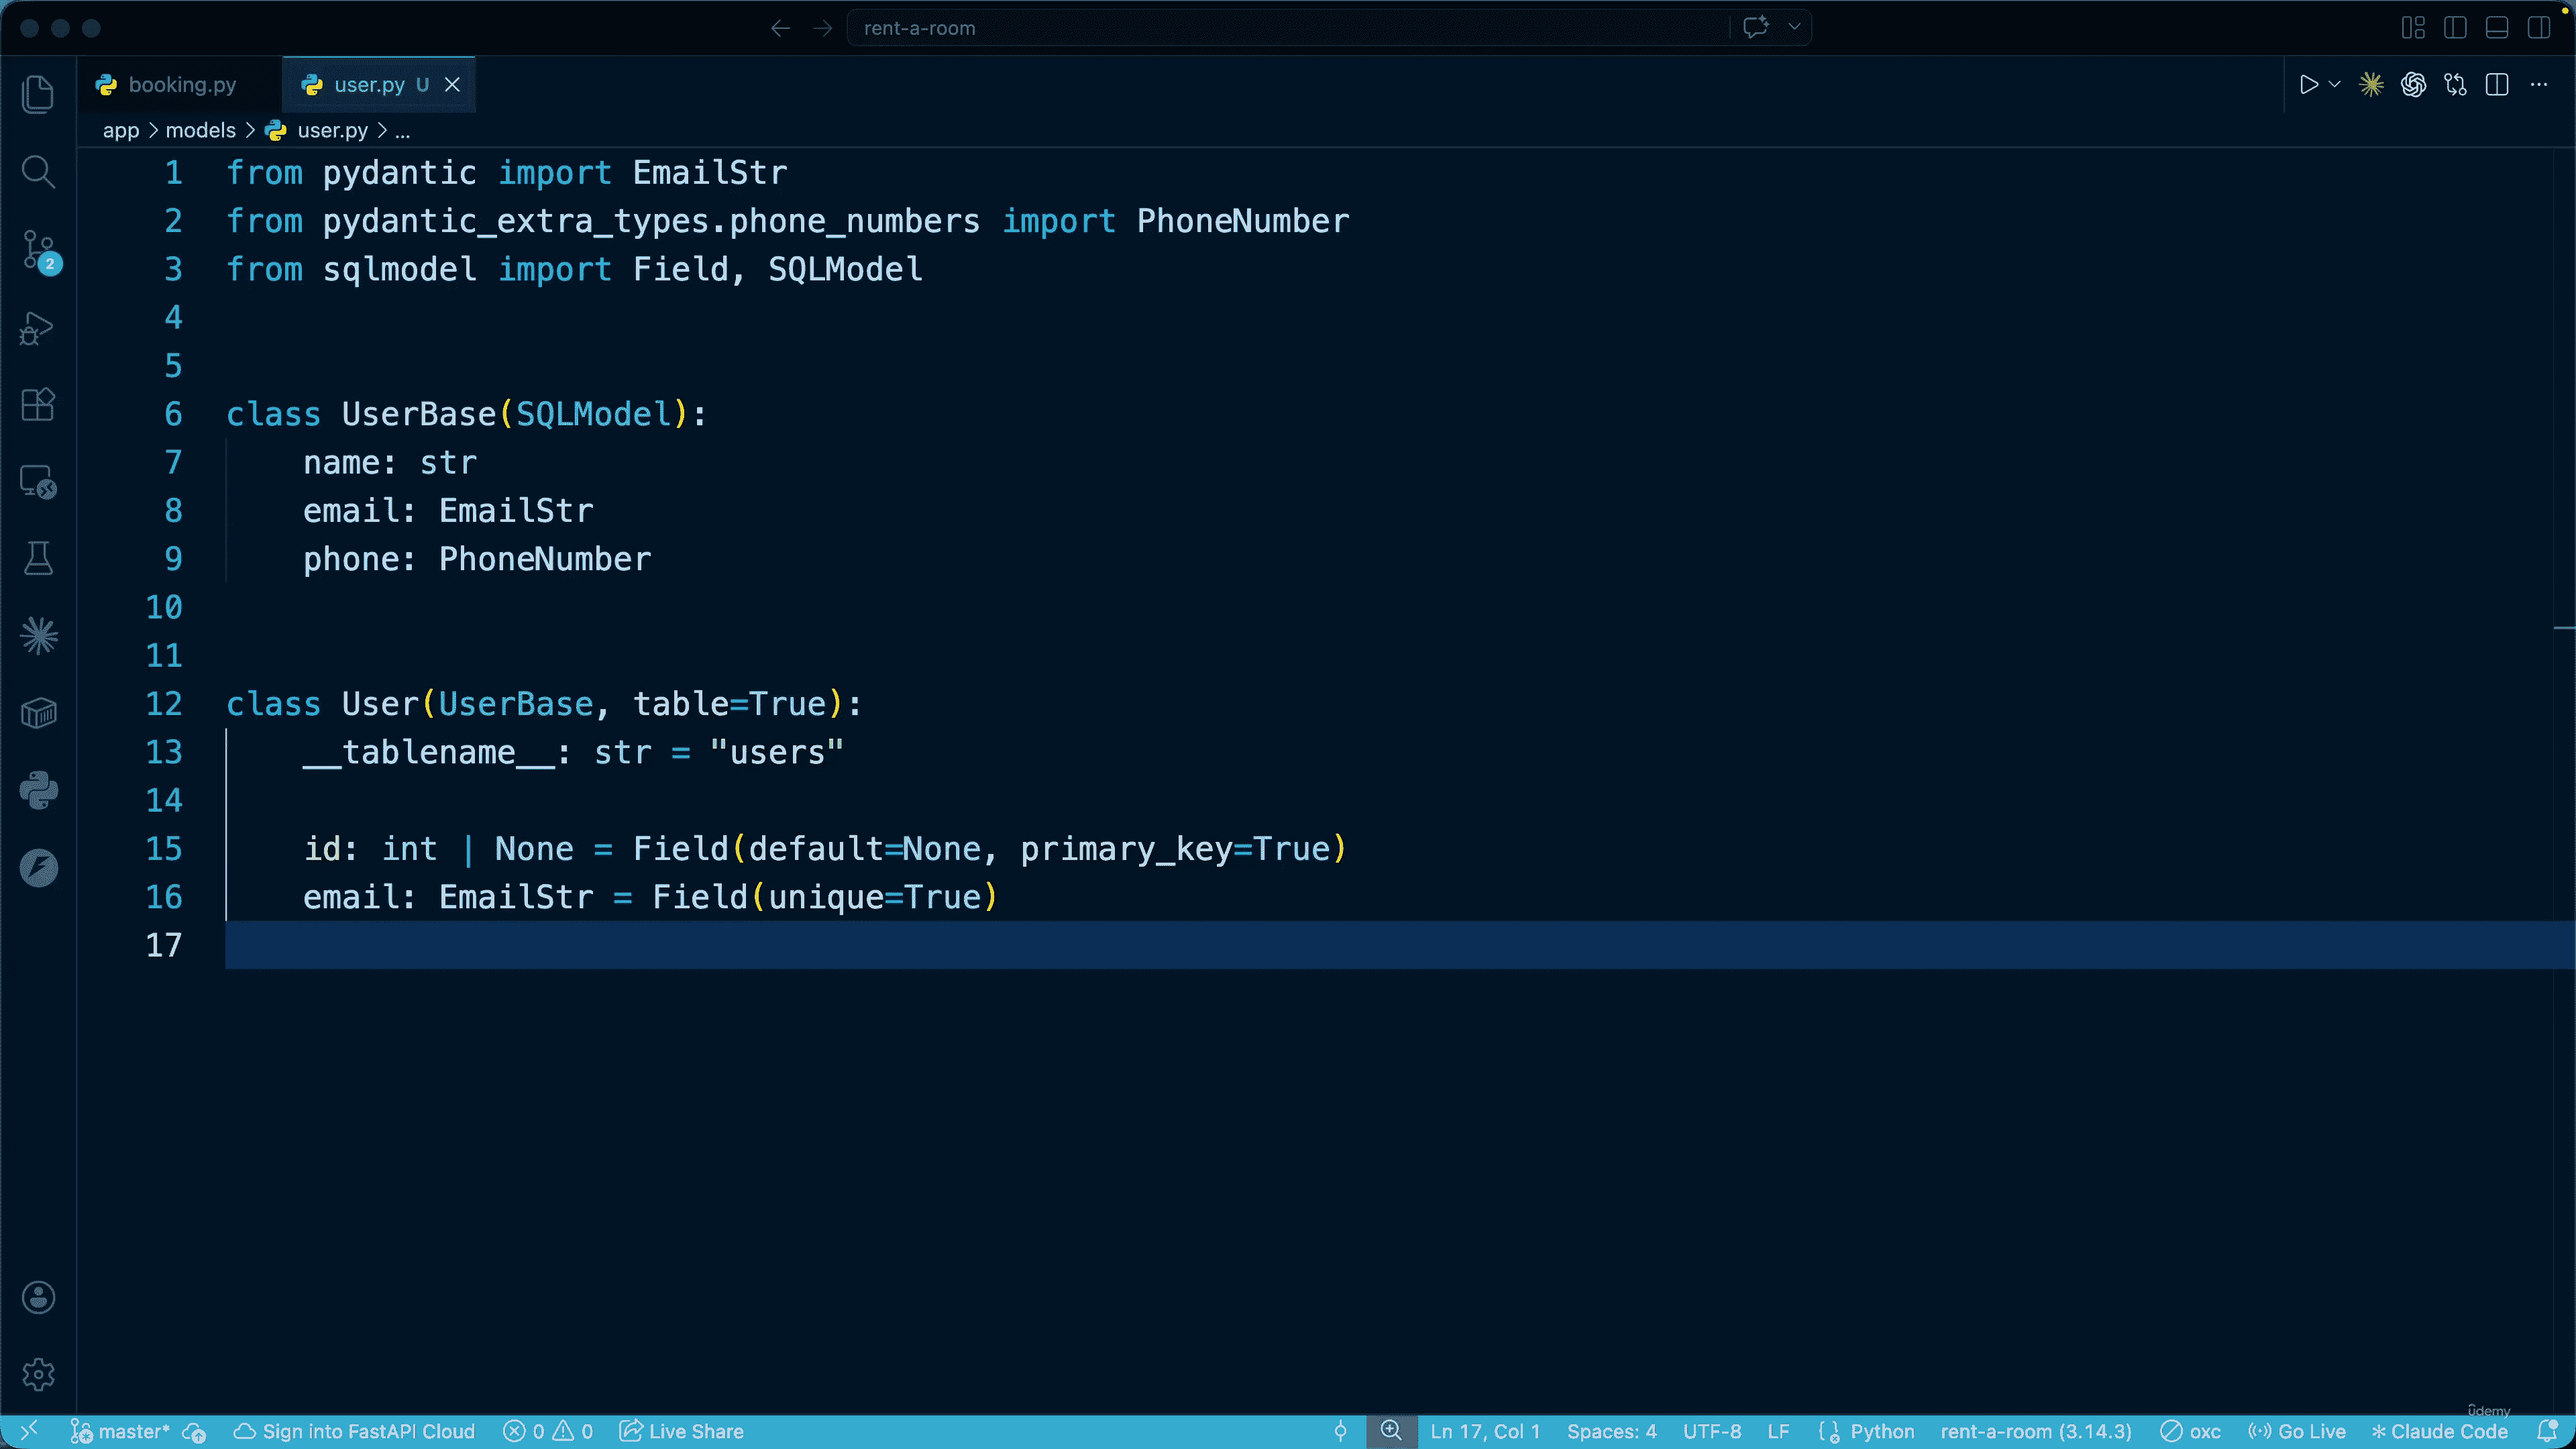 rent-a-room
booking.py
user.py U
app > models > user.py > ...
1 from pydantic import EmailStr
2 from pydantic_extra_types.phone_numbers import PhoneNumber
3 from sqlmodel import Field, SQLModel
4
5
6 class UserBase(SQLModel):
7     name: str
8     email: EmailStr
9     phone: PhoneNumber
10
11
12 class User(UserBase, table=True):
13     __tablename__: str = "users"
14
15     id: int | None = Field(default=None, primary_key=True)
16     email: EmailStr = Field(unique=True)
17
2
udemy
master* Sign into FastAPI Cloud 0 0 Live Share Ln 17, Col 1 Spaces: 4 UTF-8 LF Python rent-a-room (3.14.3) oxc Go Live Claude Code